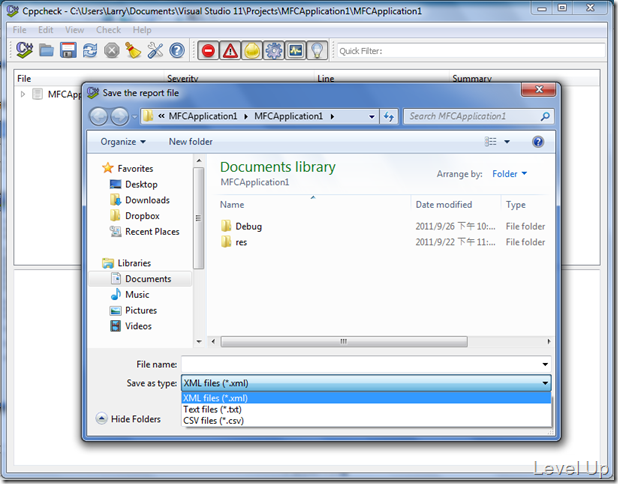 Cppcheck - C:\Users\Larry\Documents\Visual Studio 11\Projects\MFCApplication1\MFCApplication1
File Edit View Check Help
Quick Filter:
File Severity Line Summary
MFCA
Save the report file
« MFCApplication1 MFCApplication1
Search MFCApplication1
Organize New folder
Favorites
Desktop
Downloads
Dropbox
Recent Places
Libraries
Documents
Music
Pictures
Videos
Documents library
MFCApplication1
Arrange by: Folder
Name Date modified Type
Debug 2011/9/26 下午 10:... File folder
res 2011/9/22 下午 11:... File folder
File name:
Save as type: XML files (*.xml)
XML files (*.xml)
Text files (*.txt)
CSV files (*.csv)
Hide Folders
Level Up